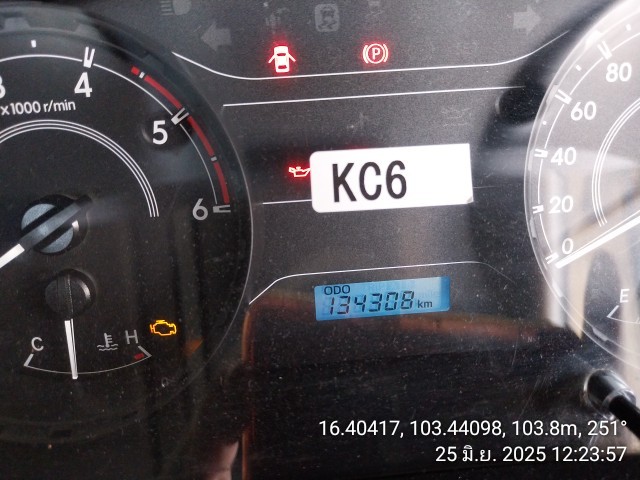 P
80
4
x1000 r/min
60
5
40
KC6
6
20
0
ODO
134308 km
E
C
H
16.40417, 103.44098, 103.8m, 251°
25 มิ.ย. 2025 12:23:57